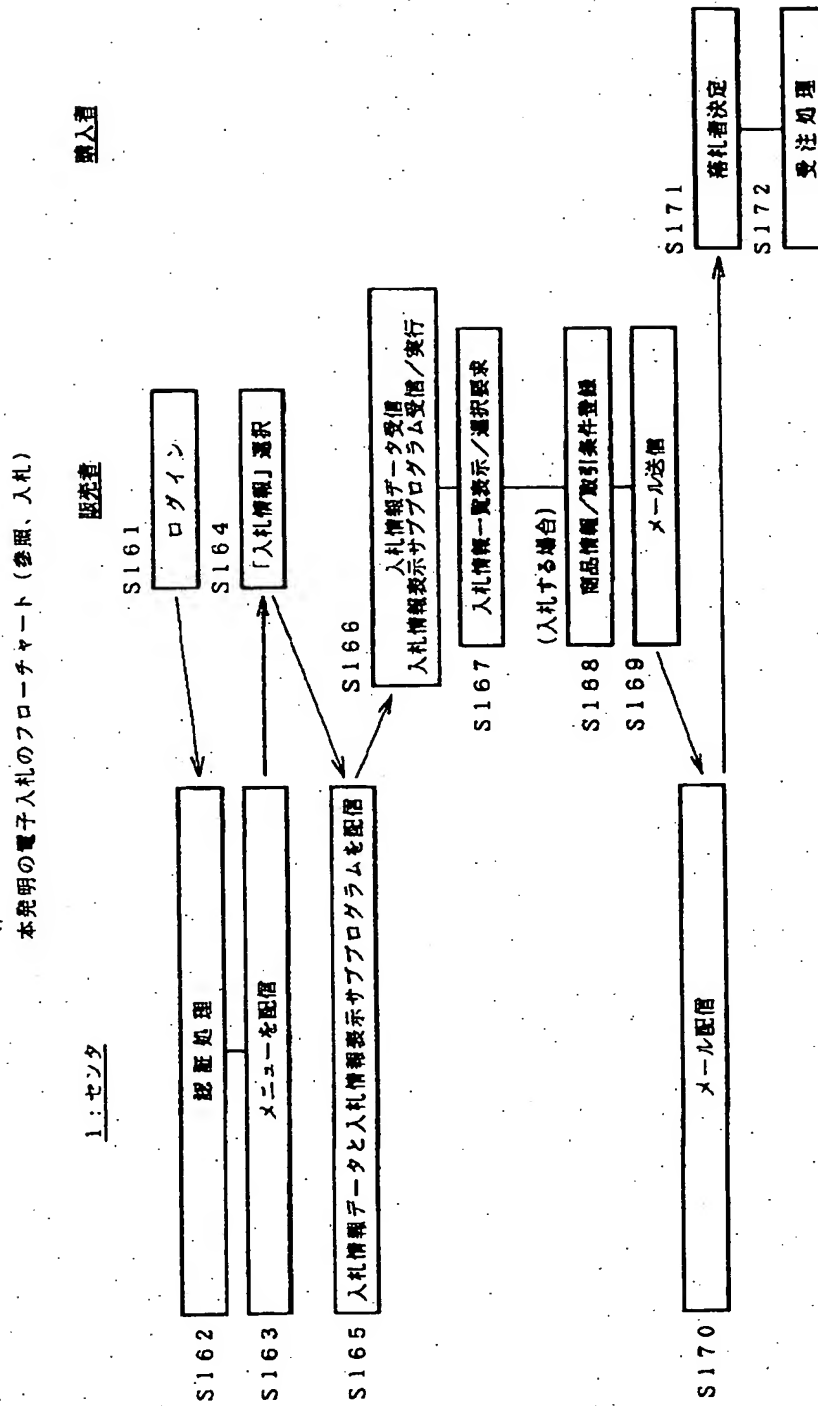 本発明の電子入札のフローチャート(参照、入札)
1:センタ
販売者
購入者
S161
ログイン
S162
認証処理
S163
メニューを配信
S164
「入札情報」選択
S165
入札情報データと入札情報表示サブプログラムを配信
S166
入札情報データ受信
入札情報表示サブプログラム受信/実行
S167
入札情報一覧表示/選択要求
(入札する場合)
S168
商品情報/取引条件登録
S169
メール送信
S170
メール配信
S171
落札者決定
S172
受注処理